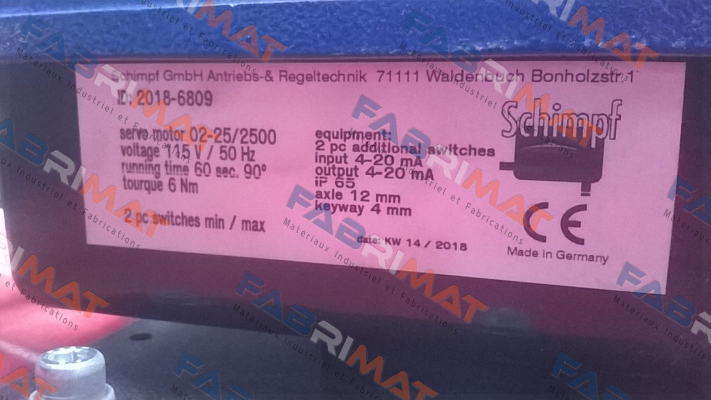 Schimpf GmbH Antriebs-& Regeltechnik 71111 Waldenbuch Bonholzstr.1
ID: 2018-6809
servo motor 02-25/2500
voltage 115 V / 50 Hz
running time 60 sec. 90°
tourque 6 Nm
2 pc switches min / max
equipment:
2 pc additional switches
input 4-20 mA
output 4-20 mA
IP 65
axle 12 mm
keyway 4 mm
date: KW 14 / 2018
Schimpf
CE
Made in Germany
FABRIMAT
Materiaux Industriel et Fabrications